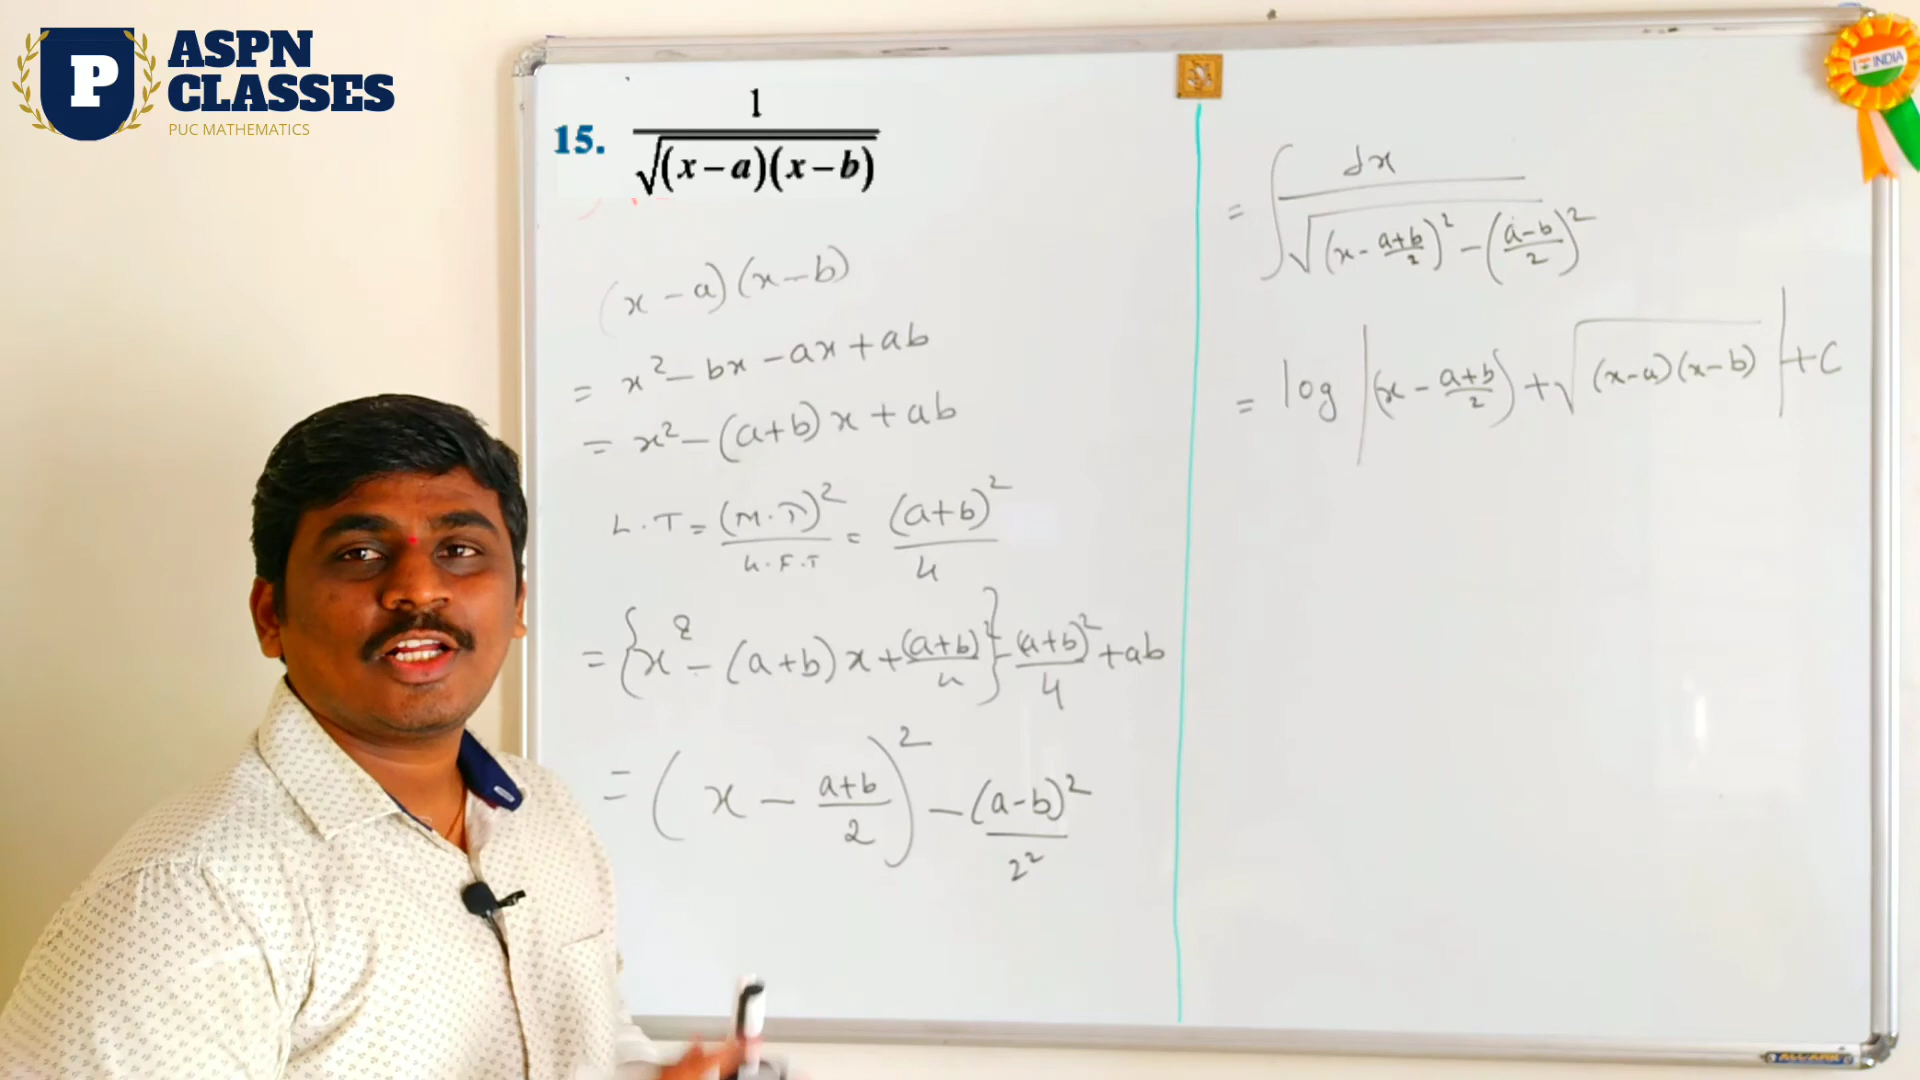 P
ASPN
CLASSES
PUC MATHEMATICS
15. 1/√(x–a)(x–b)
(x–a)(x–b)
= x²–bx–ax+ab
= x²–(a+b)x+ab
L.T = (M.T)²/4.F.T = (a+b)²/4
= {x²–(a+b)x+(a+b)²/4}–(a+b)²/4+ab
= (x–a+b/2)²–(a-b)²/2²
= ∫dx/√(x–a+b/2)²–(a–b/2)²
= log|(x–a+b/2)+√(x–a)(x–b)|+c
I INDIA